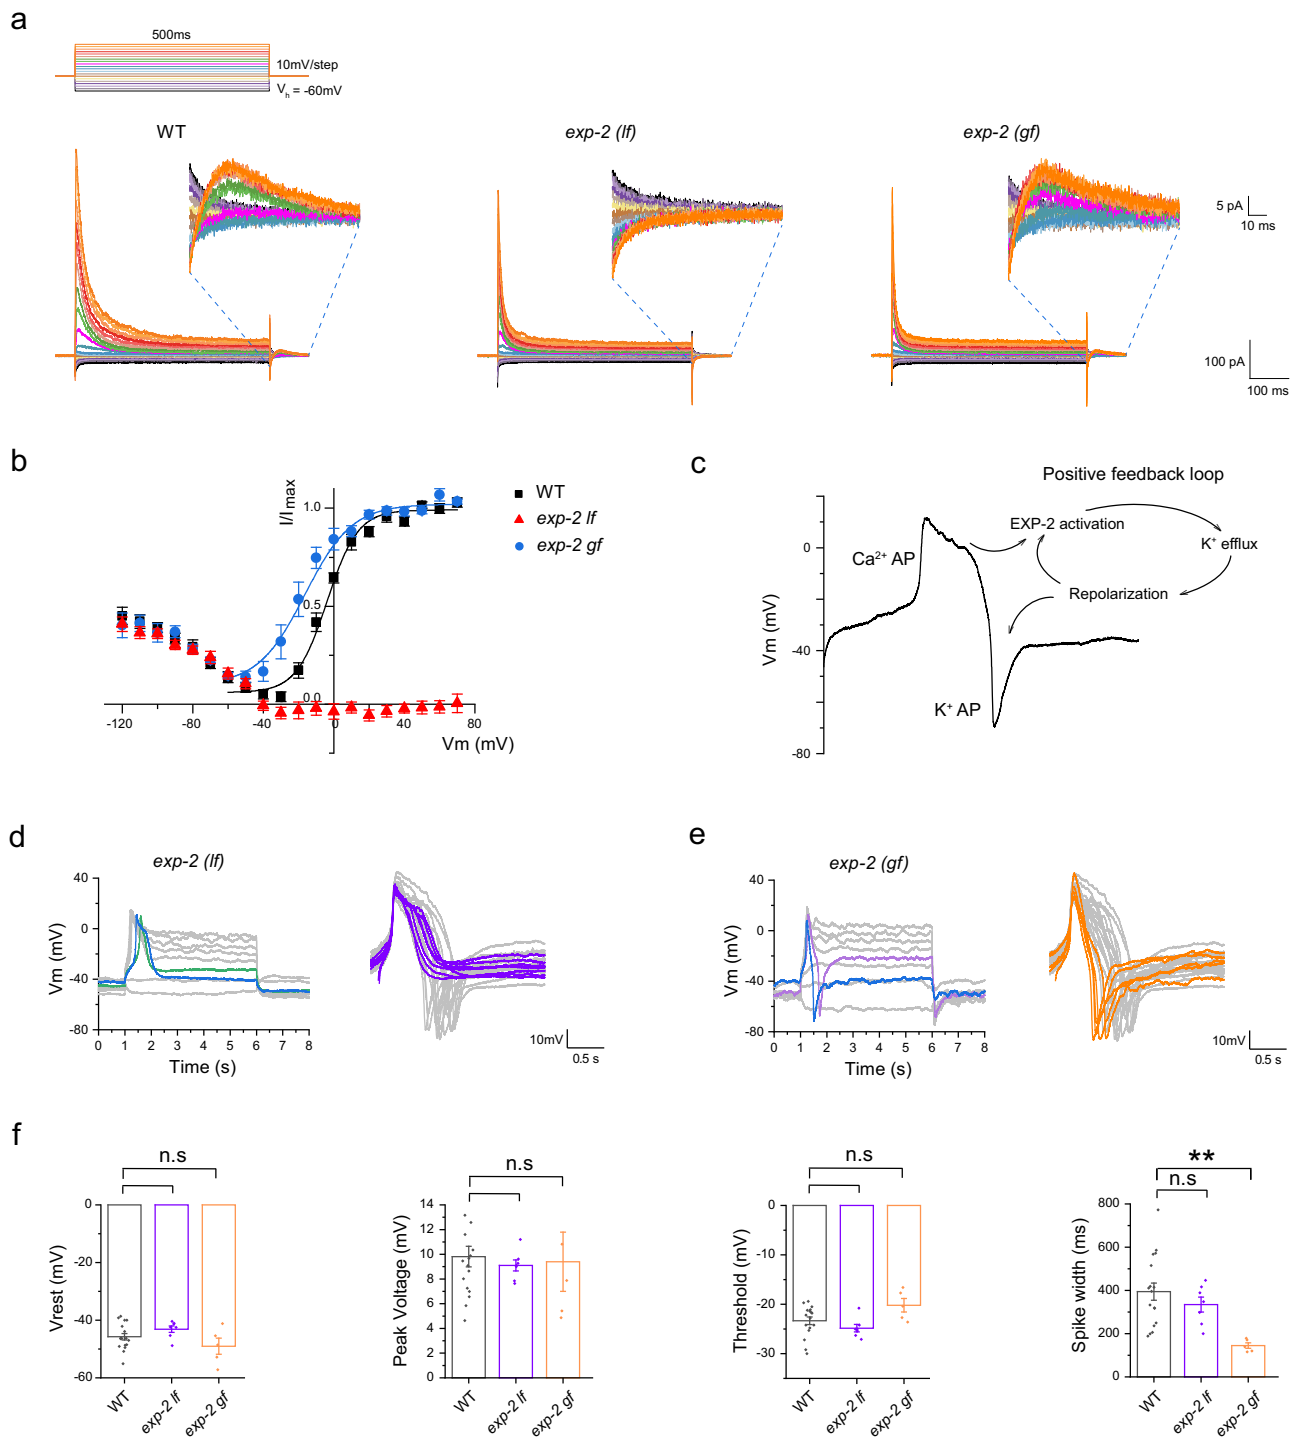 a
500ms
10mV/step
Vh = -60mV
WT
exp-2 (lf)
exp-2 (gf)
5 pA
10 ms
100 pA
100 ms
b
I/Imax
1.0
0.5
0.0
-120
-80
-40
0
40
80
Vm (mV)
WT
exp-2 lf
exp-2 gf
c
Positive feedback loop
EXP-2 activation
K+ efflux
Repolarization
Ca2+ AP
K+ AP
Vm (mV)
0
-40
-80
d
exp-2 (lf)
Vm (mV)
40
0
-40
-80
0 1 2 3 4 5 6 7 8
Time (s)
10mV
0.5 s
e
exp-2 (gf)
Vm (mV)
40
0
-40
-80
0 1 2 3 4 5 6 7 8
Time (s)
10mV
0.5 s
f
n.s
Vrest (mV)
0
-20
-40
-60
WT
exp-2 lf
exp-2 gf
n.s
Peak Voltage (mV)
14
12
10
8
6
4
2
0
WT
exp-2 lf
exp-2 gf
n.s
Threshold (mV)
0
-10
-20
-30
WT
exp-2 lf
exp-2 gf
**
n.s
Spike width (ms)
800
600
400
200
0
WT
exp-2 lf
exp-2 gf